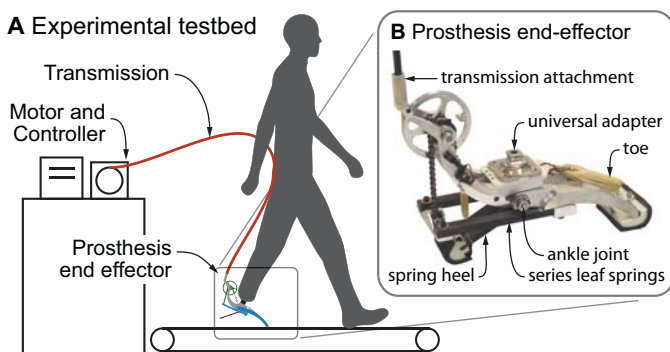 A Experimental testbed
Transmission
Motor and
Controller
Prosthesis
end effector
B Prosthesis end-effector
transmission attachment
universal adapter
toe
ankle joint
spring heel
series leaf springs